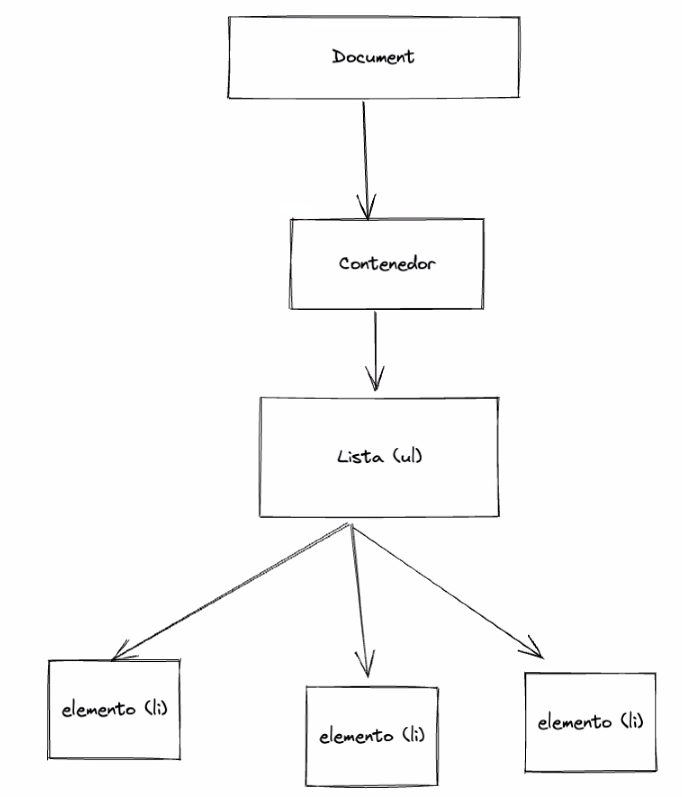 Document
Contenedor
Lista (ul)
elemento (li)
elemento (li)
elemento (li)